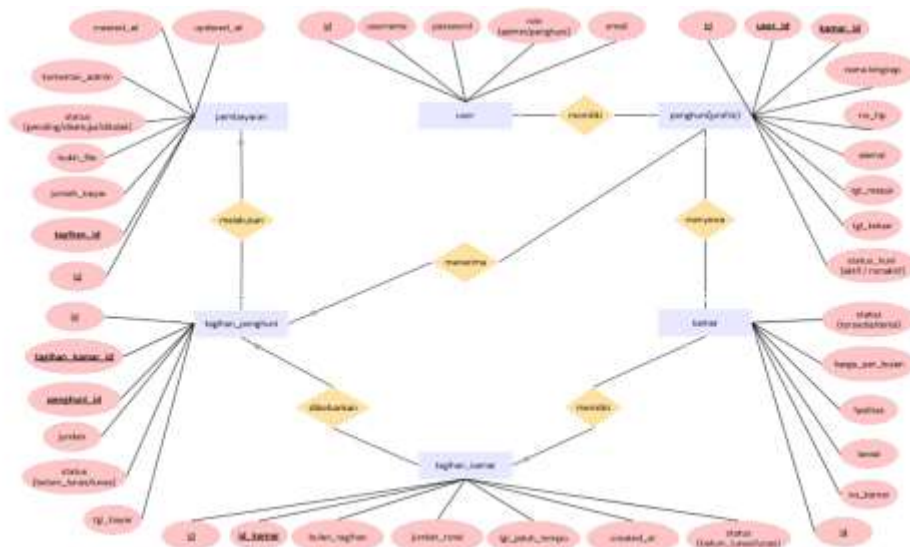 created_at
updated_at
id
username
password
role
(admin/penghuni)
email
id
user_id
kamar_id
komentar_admin
nama lengkap
status
(pending/disetujui/ditolak)
pembayaran
user
memiliki
penghuni(profile)
no_hp
bukti_file
alamat
jumlah_bayar
tgl_masuk
tagihan_id
melakukan
menyewa
tgl_keluar
id
menerima
status_huni
(aktif / nonaktif)
id
tagihan_penghuni
kamar
status
(tersedia/terisi)
tagihan_kamar_id
harga_per_bulan
penghuni_id
dibebankan
memiliki
fasilitas
jumlah
lantai
status
(belum_lunas/lunas)
tagihan_kamar
no_kamar
tgl_bayar
id
id_kamar
bulan_tagihan
jumlah_total
tgl_jatuh_tempo
created_at
status
(belum_lunas/lunas)
id